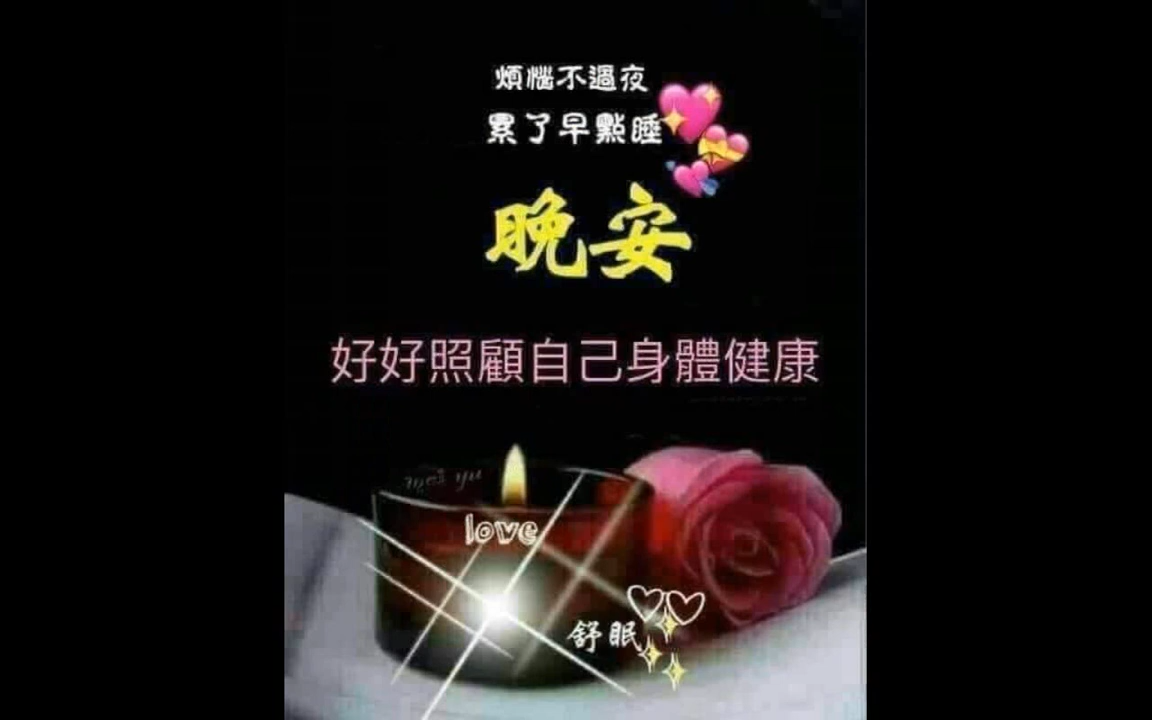 煩惱不過夜
累了早點睡
晚安
好好照顧自己身體健康
love
舒眠